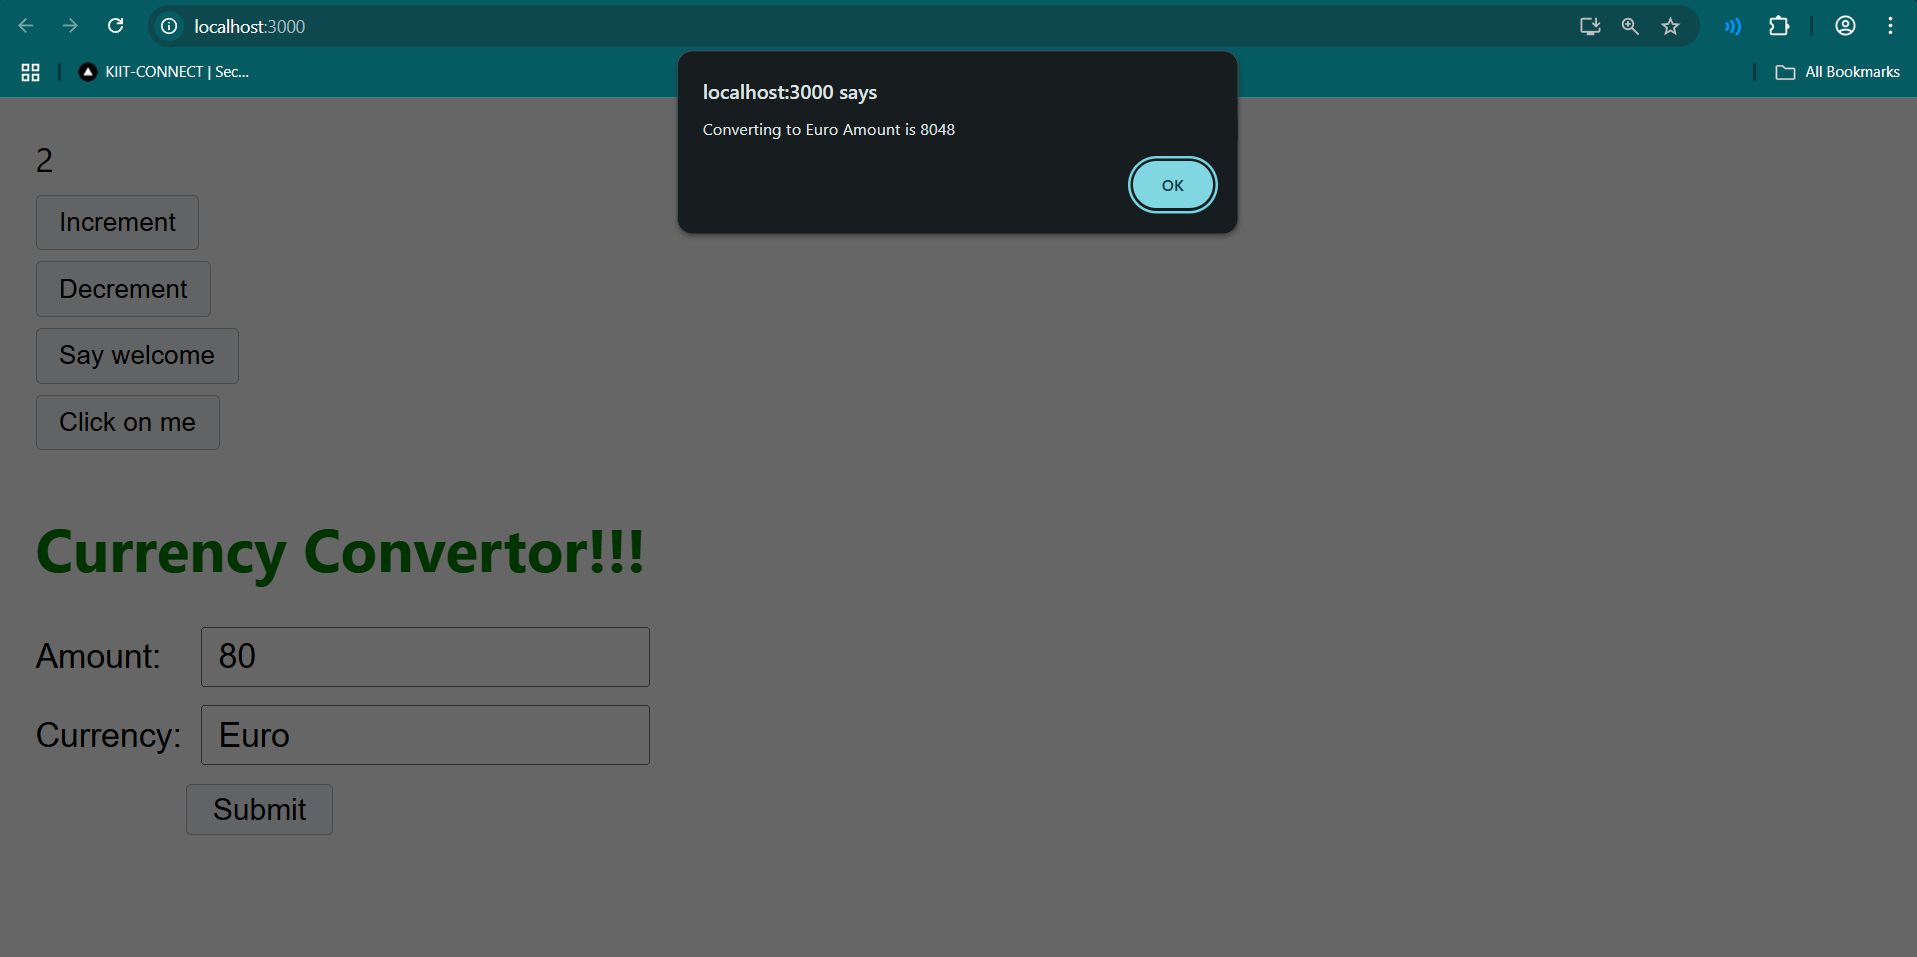 localhost:3000
KIIT-CONNECT | Sec...
All Bookmarks
localhost:3000 says
Converting to Euro Amount is 8048
OK
2
Increment
Decrement
Say welcome
Click on me
Currency Convertor!!!
Amount: 80
Currency: Euro
Submit